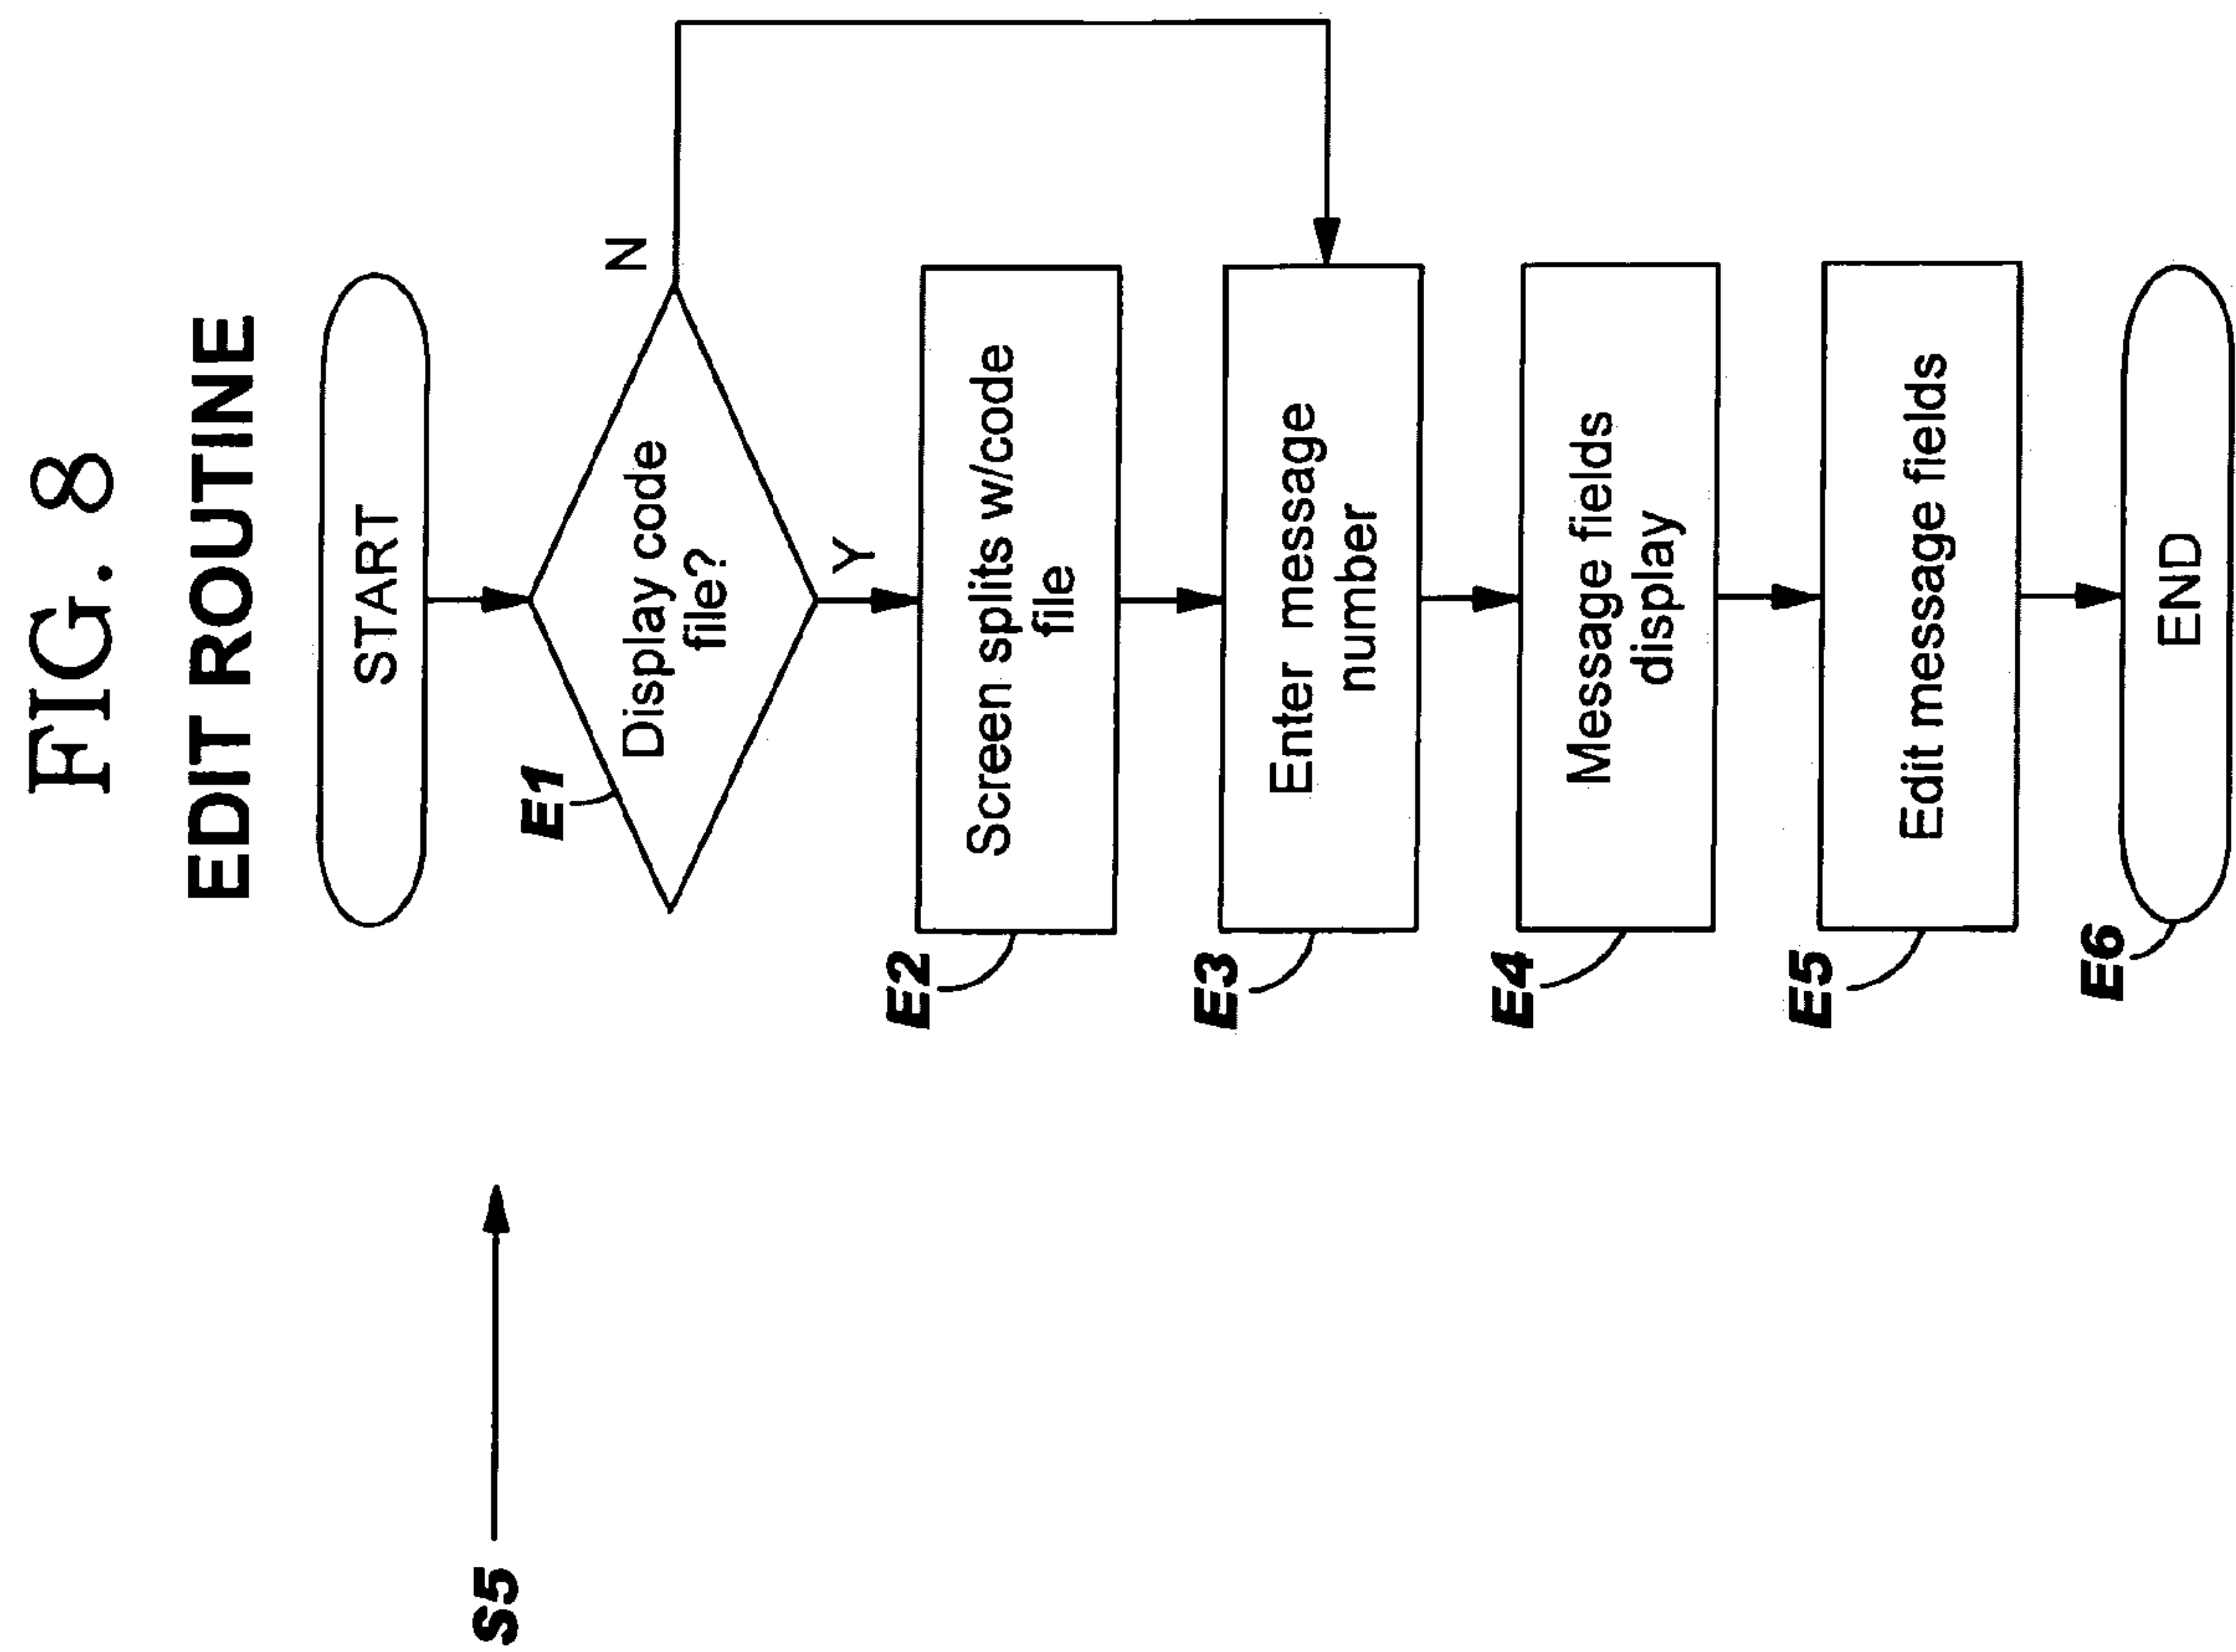 FIG. 8
EDIT ROUTINE
START
S5
E1
Display code
file?
N
Y
E2
Screen splits w/code
file
E3
Enter message
number
E4
Message fields
display
E5
Edit message fields
E6
END